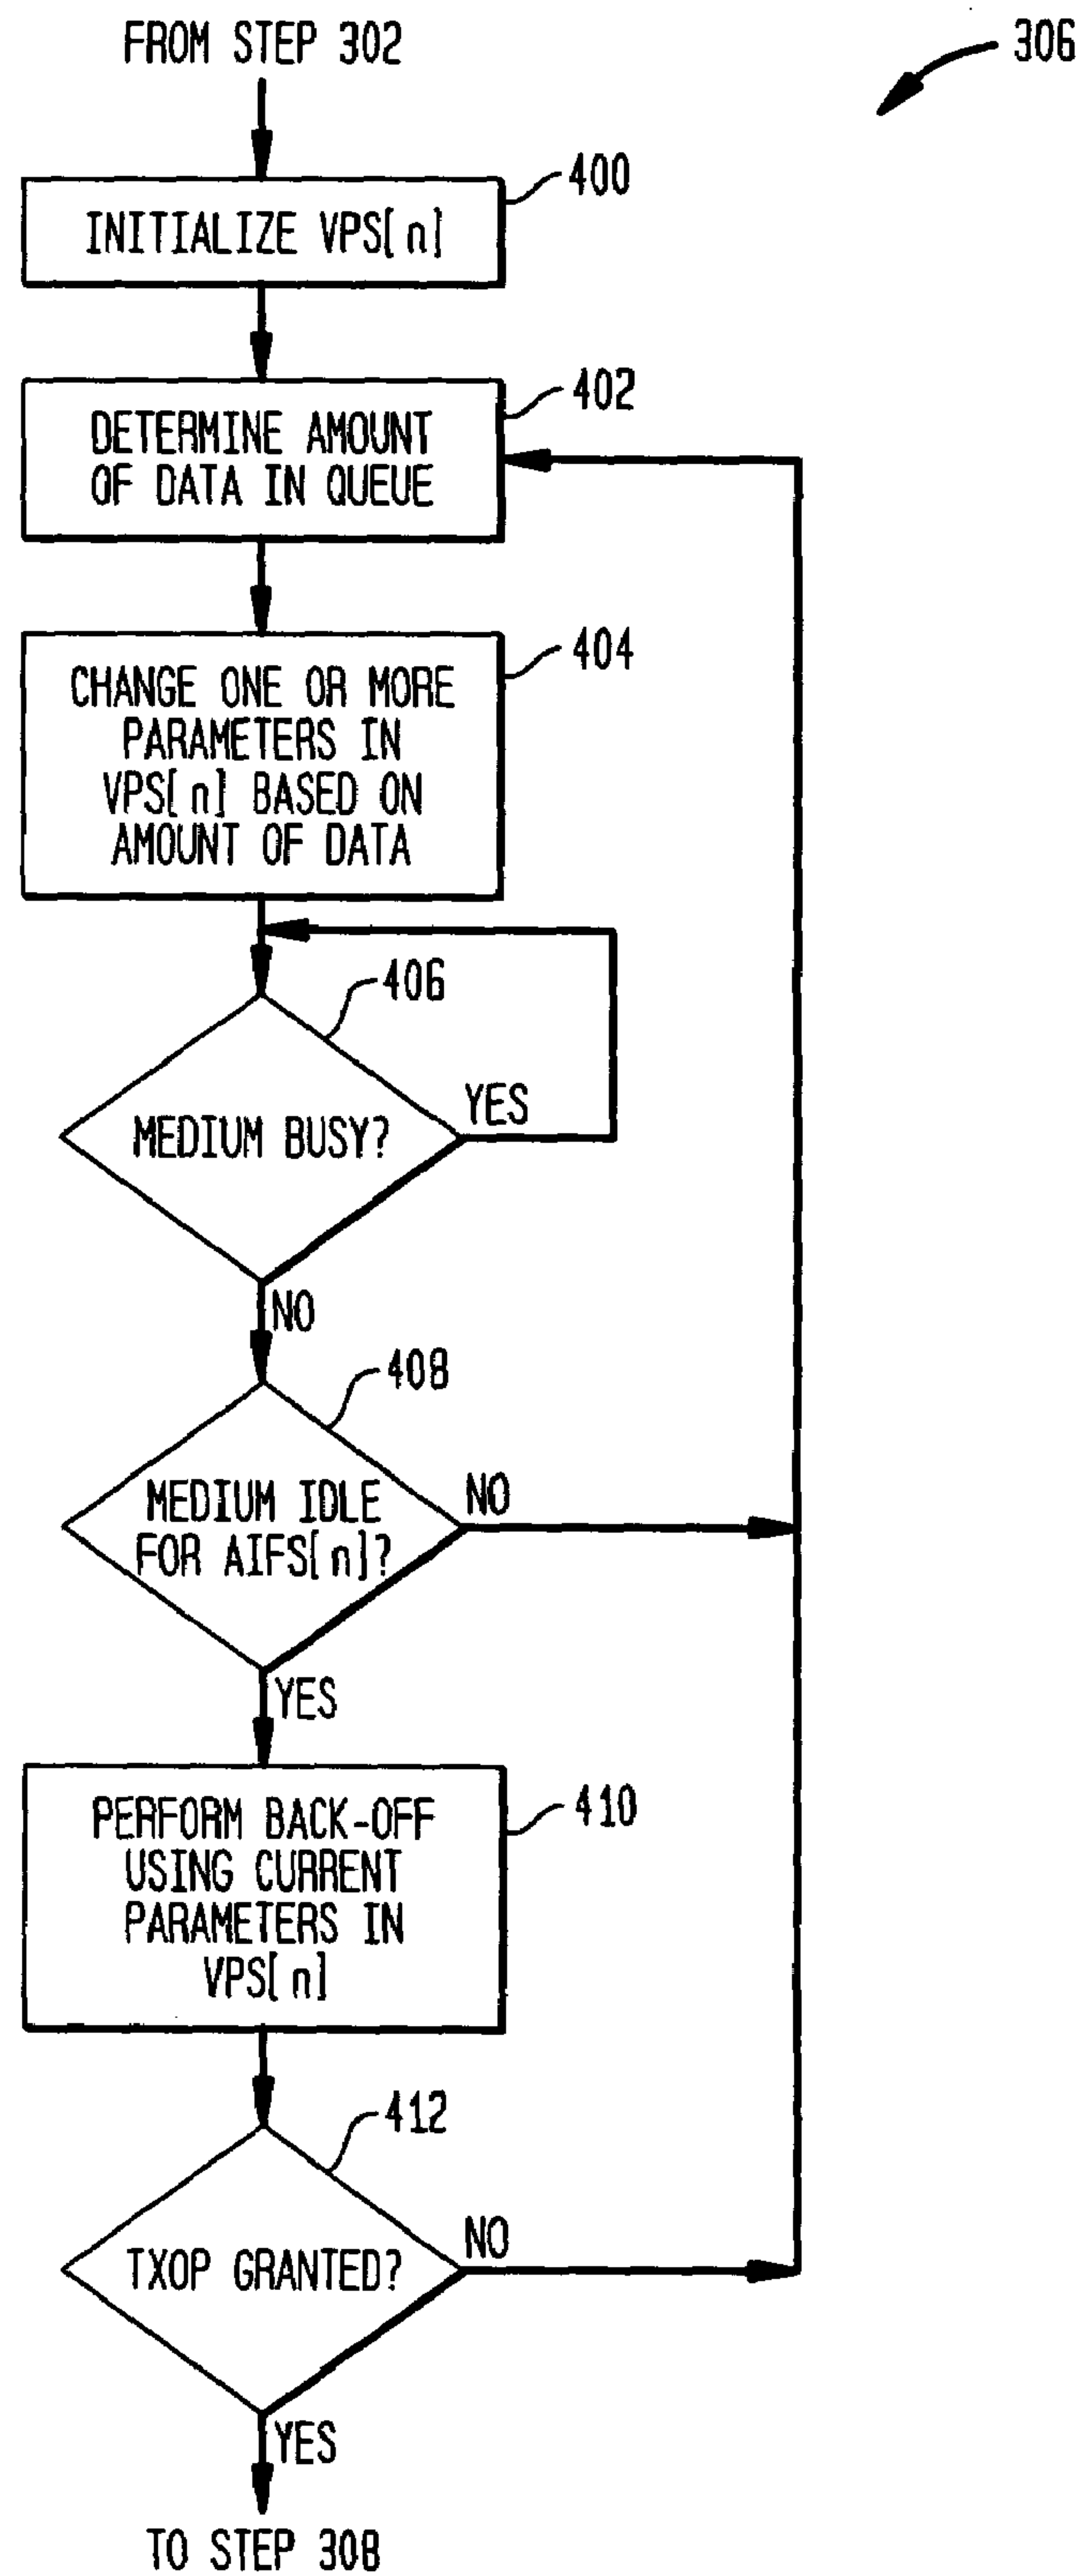 FROM STEP 302
306
400
INITIALIZE VPS[n]
402
DETERMINE AMOUNT
OF DATA IN QUEUE
404
CHANGE ONE OR MORE
PARAMETERS IN
VPS[n] BASED ON
AMOUNT OF DATA
406
MEDIUM BUSY?
YES
NO
408
MEDIUM IDLE
FOR AIFS[n]?
NO
YES
410
PERFORM BACK-OFF
USING CURRENT
PARAMETERS IN
VPS[n]
412
TXOP GRANTED?
NO
YES
TO STEP 308